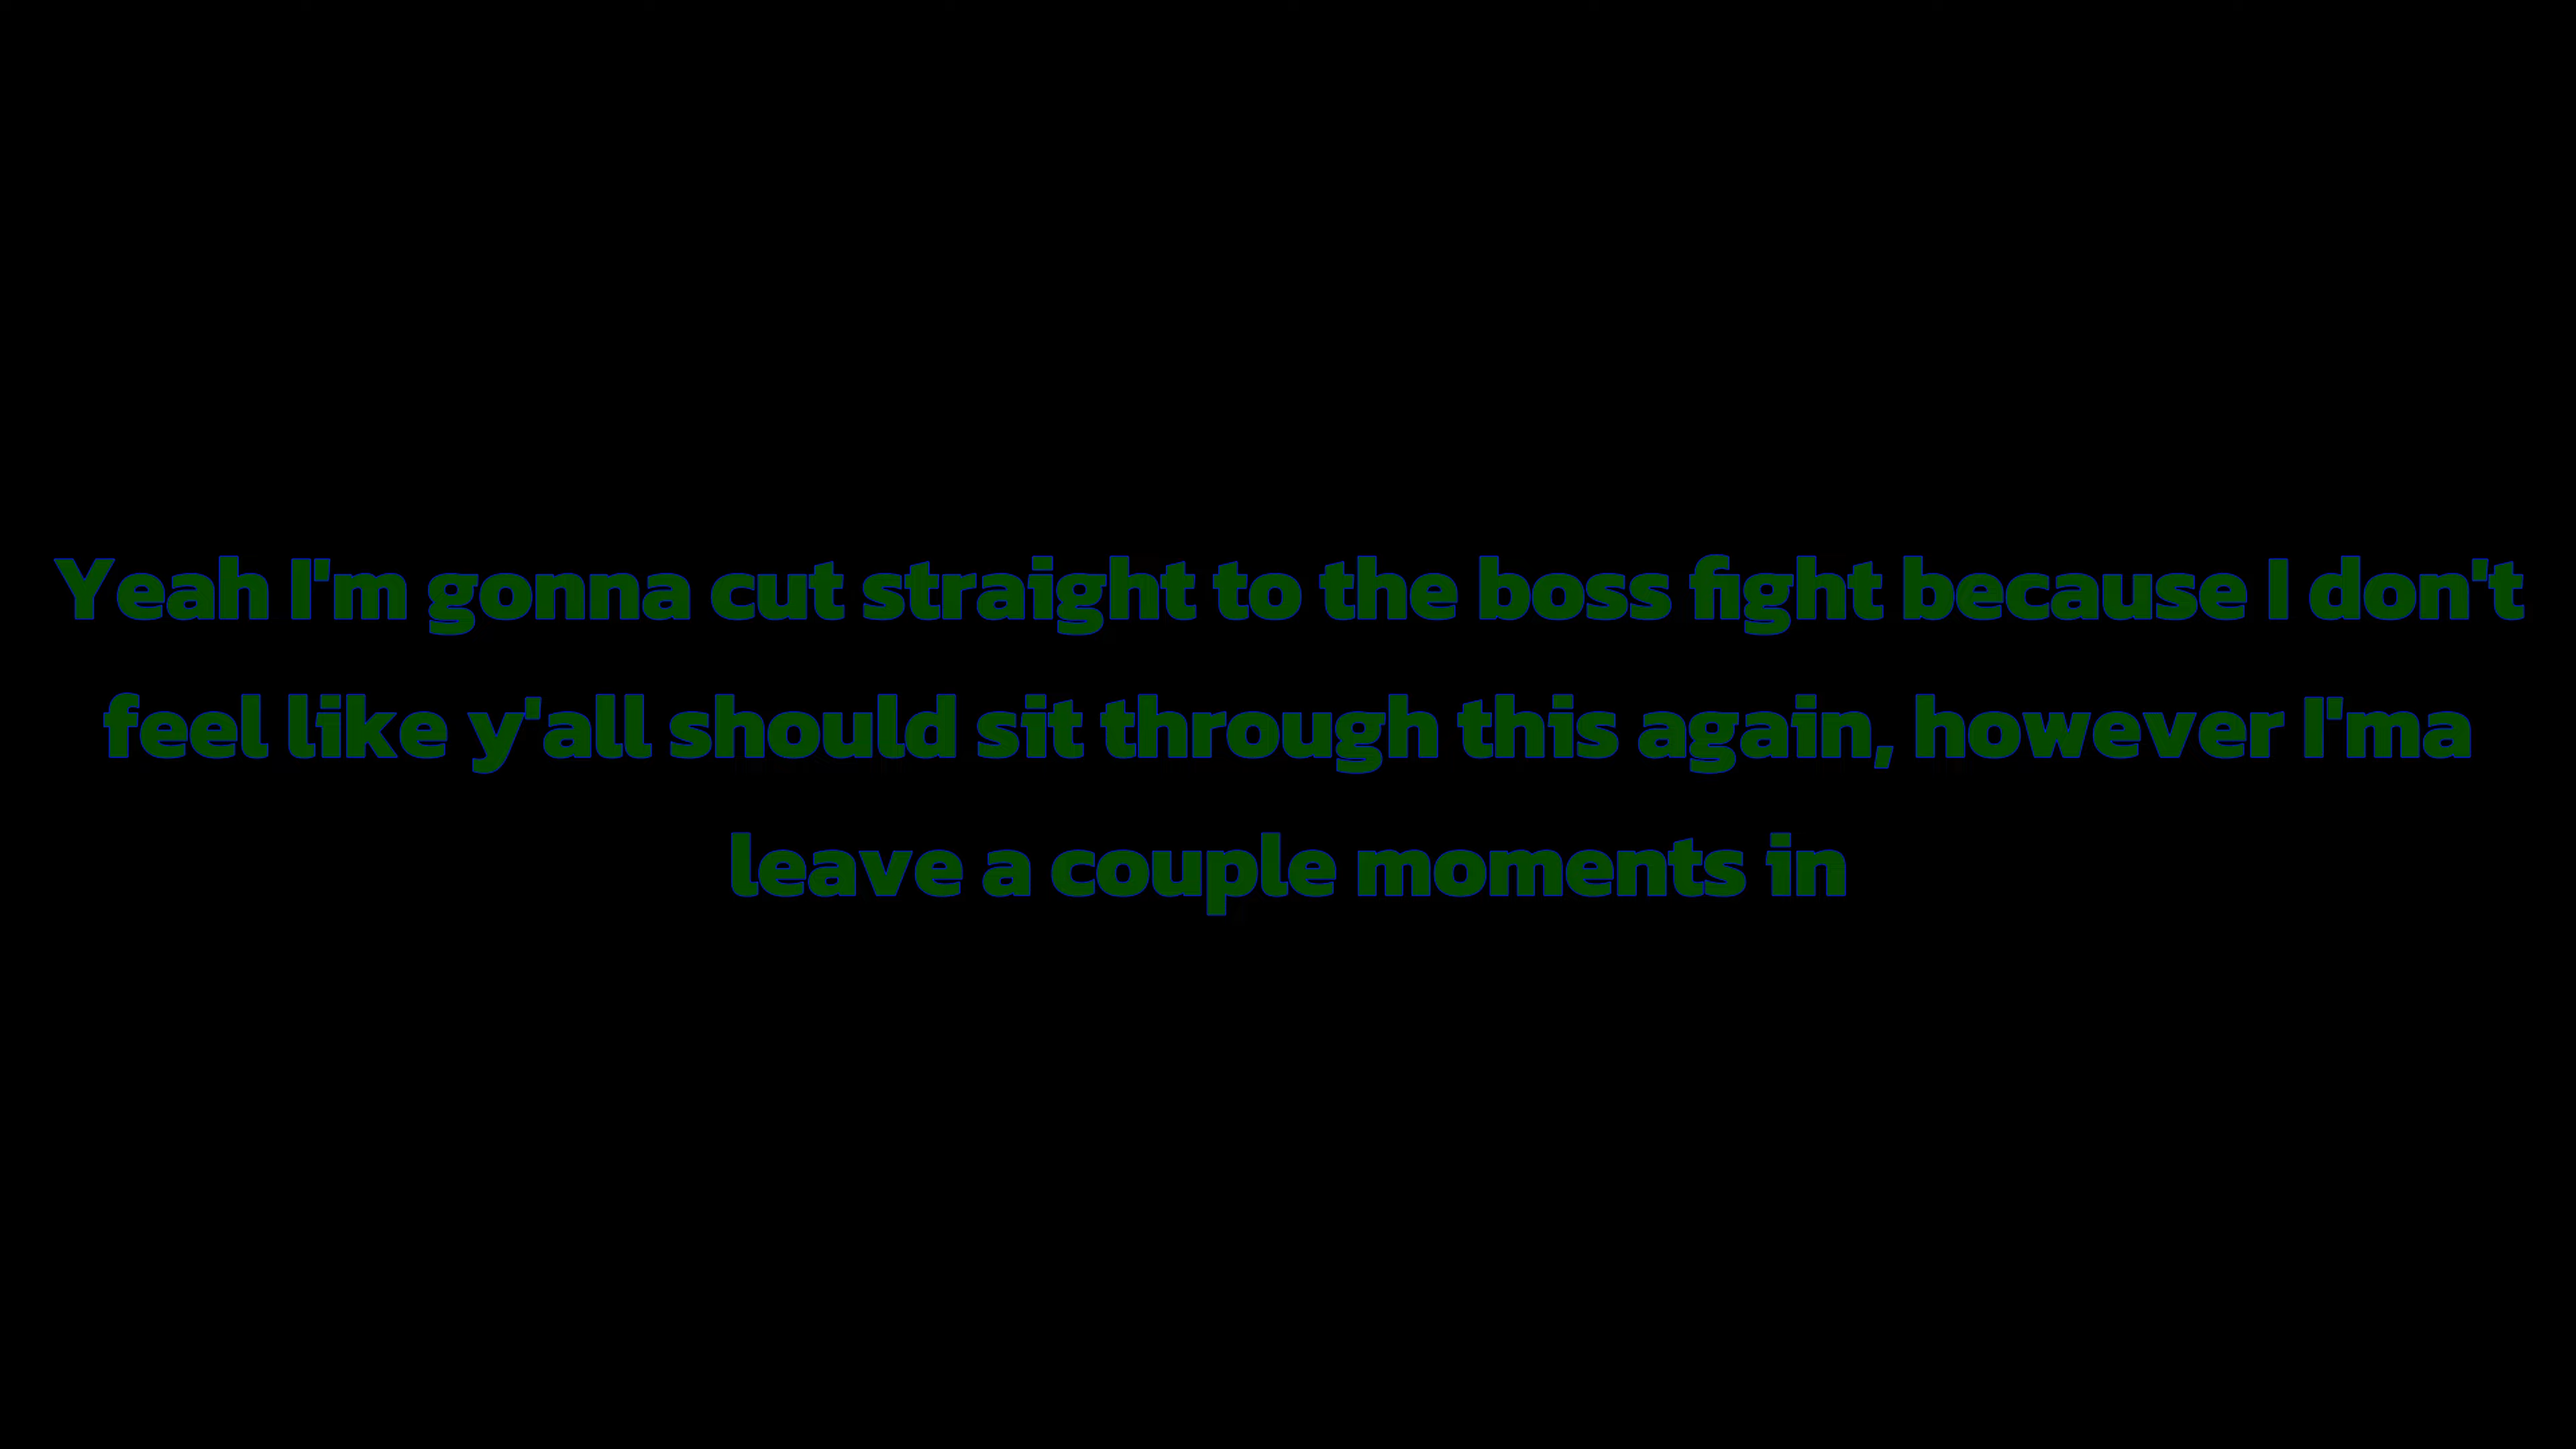 Yeah I'm gonna cut straight to the boss fight because I don't
feel like y'all should sit through this again, however I'ma
leave a couple moments in